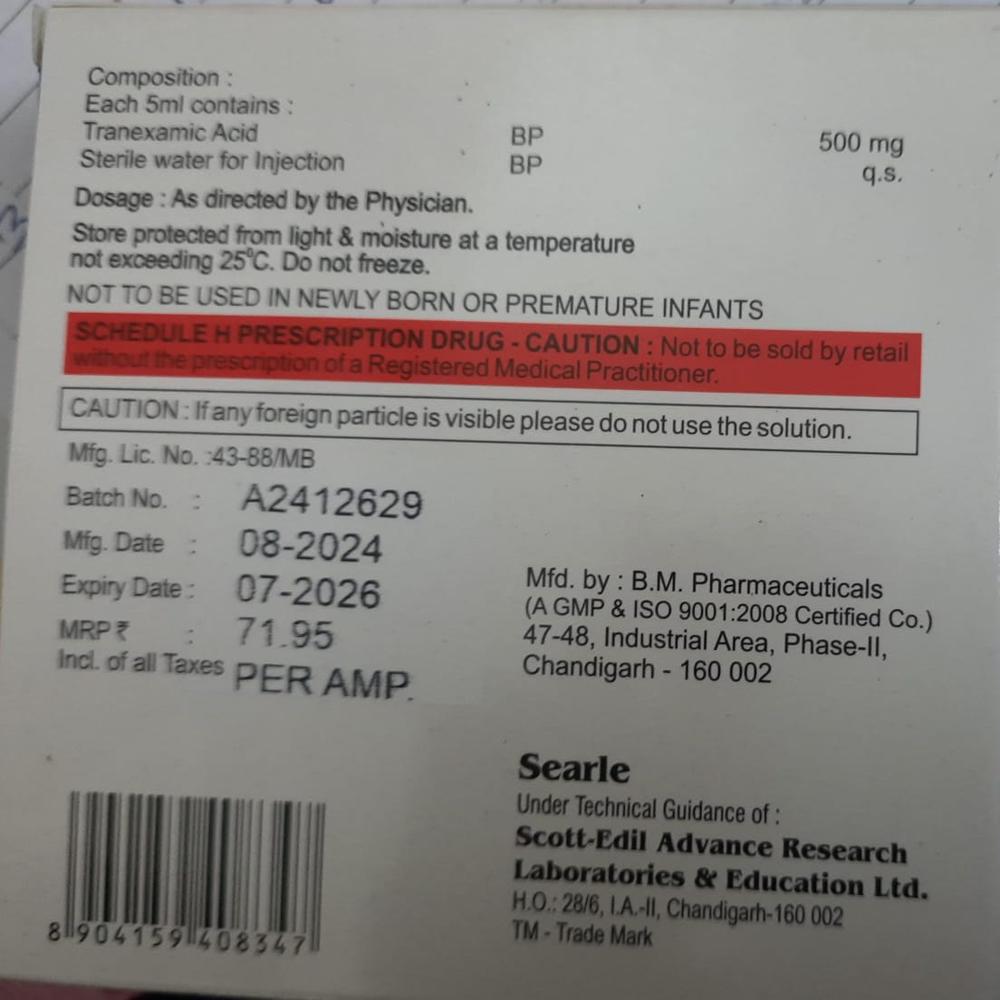 Composition :
Each 5ml contains :
Tranexamic Acid BP 500 mg
Sterile water for Injection BP q.s.
Dosage : As directed by the Physician.
Store protected from light & moisture at a temperature
not exceeding 25°C. Do not freeze.
NOT TO BE USED IN NEWLY BORN OR PREMATURE INFANTS
SCHEDULE H PRESCRIPTION DRUG - CAUTION : Not to be sold by retail
without the prescription of a Registered Medical Practitioner.
CAUTION : If any foreign particle is visible please do not use the solution.
Mfg. Lic. No. :43-88/MB
Batch No. : A2412629
Mfg. Date : 08-2024
Expiry Date : 07-2026
MRP ₹ : 71.95
Incl. of all Taxes PER AMP.
Mfd. by : B.M. Pharmaceuticals
(A GMP & ISO 9001:2008 Certified Co.)
47-48, Industrial Area, Phase-II,
Chandigarh - 160 002
Searle
Under Technical Guidance of :
Scott-Edil Advance Research
Laboratories & Education Ltd.
H.O.: 28/6, I.A.-II, Chandigarh-160 002
TM - Trade Mark
8 904159 408347